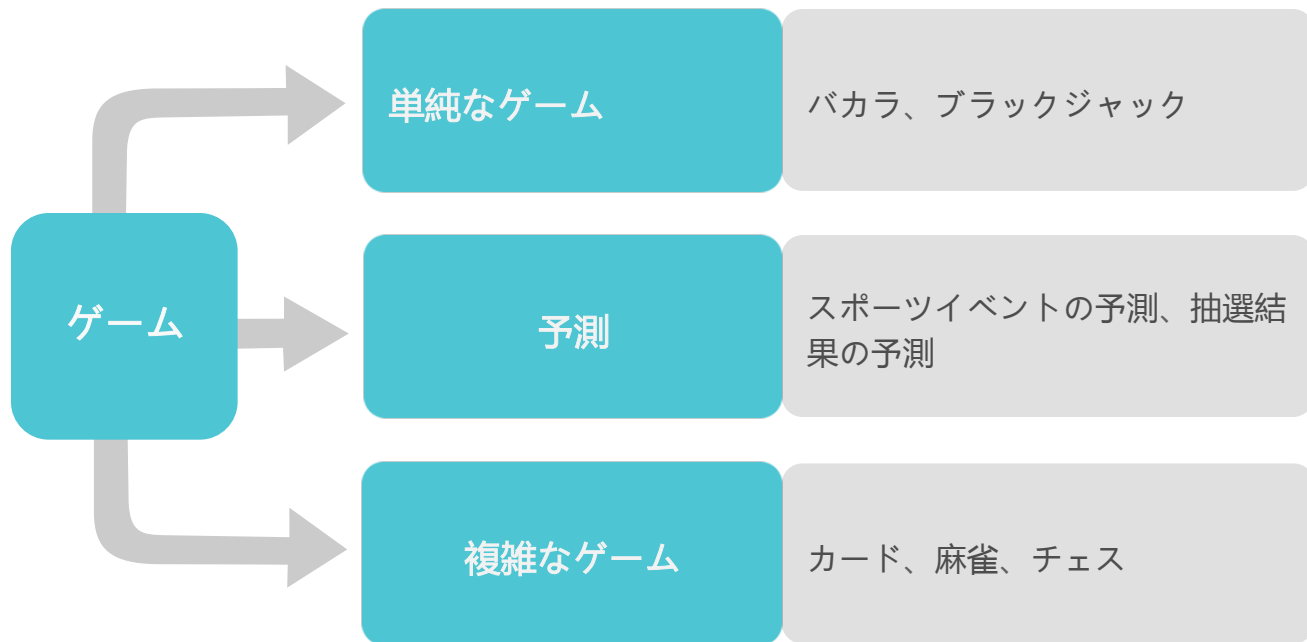 単純なゲーム
バカラ、ブラックジャック
ゲーム
予測
スポーツイベントの予測、抽選結
果の予測
複雑なゲーム
カード、麻雀、チェス